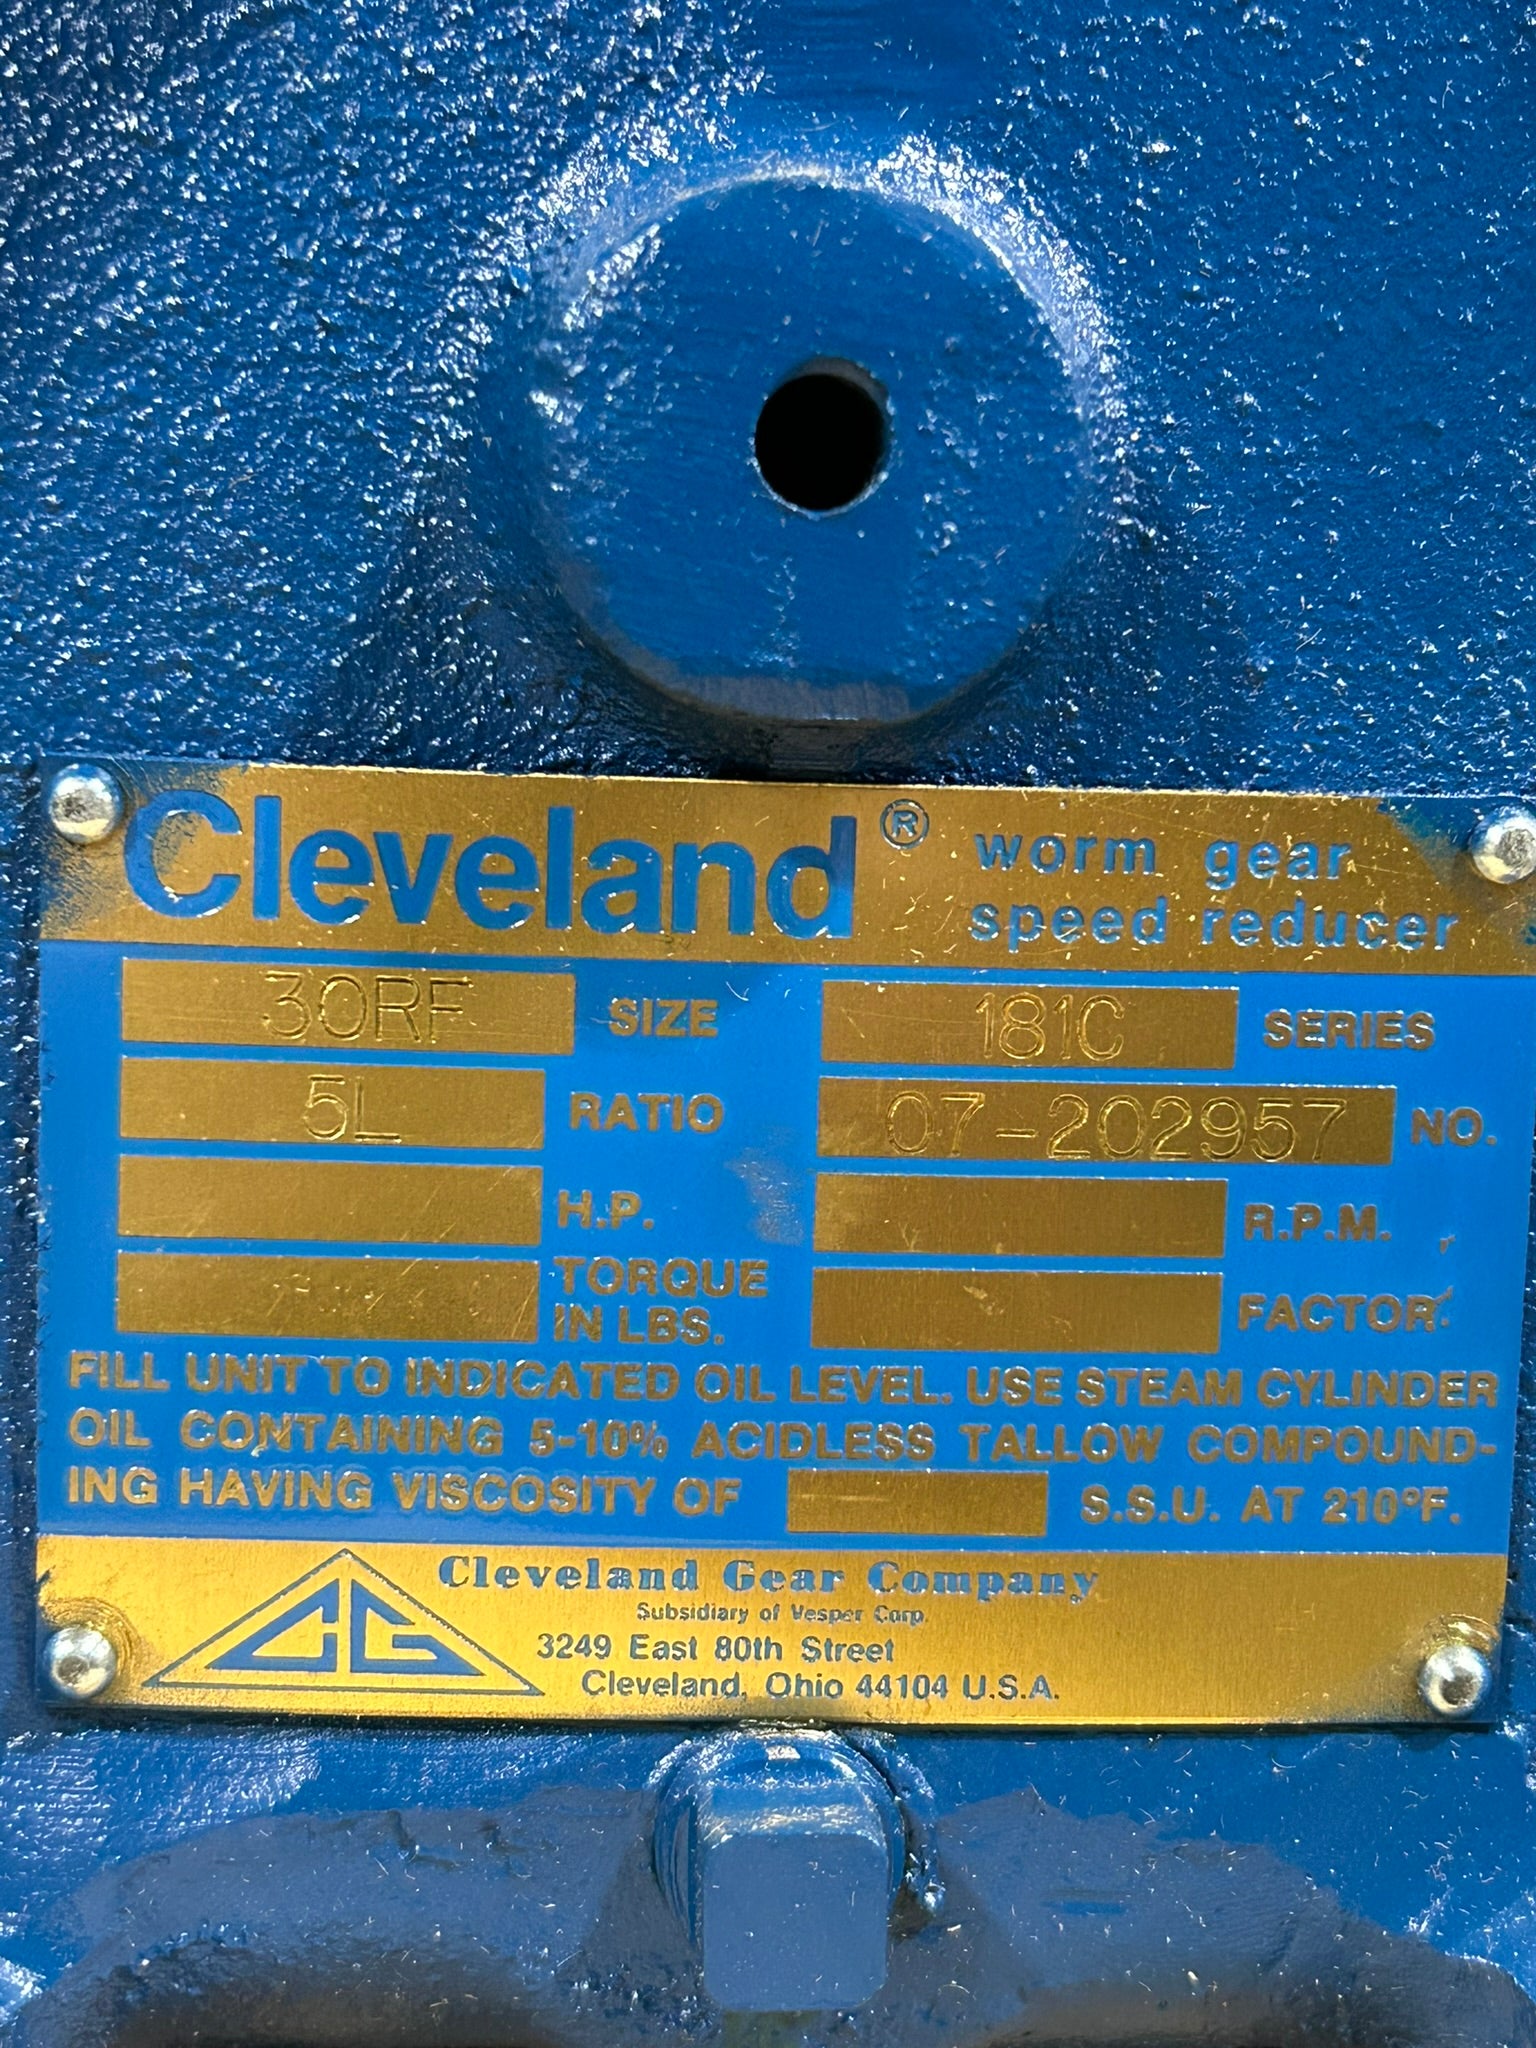 Cleveland® worm gear
speed reducer
30RF SIZE 181C SERIES
5L RATIO 07-202957 NO.
H.P. R.P.M.
TORQUE
IN LBS. FACTOR
FILL UNIT TO INDICATED OIL LEVEL. USE STEAM CYLINDER
OIL CONTAINING 5-10% ACIDLESS TALLOW COMPOUND-
ING HAVING VISCOSITY OF S.S.U. AT 210°F.
CG
Cleveland Gear Company
Subsidiary of Vesper Corp.
3249 East 80th Street
Cleveland, Ohio 44104 U.S.A.